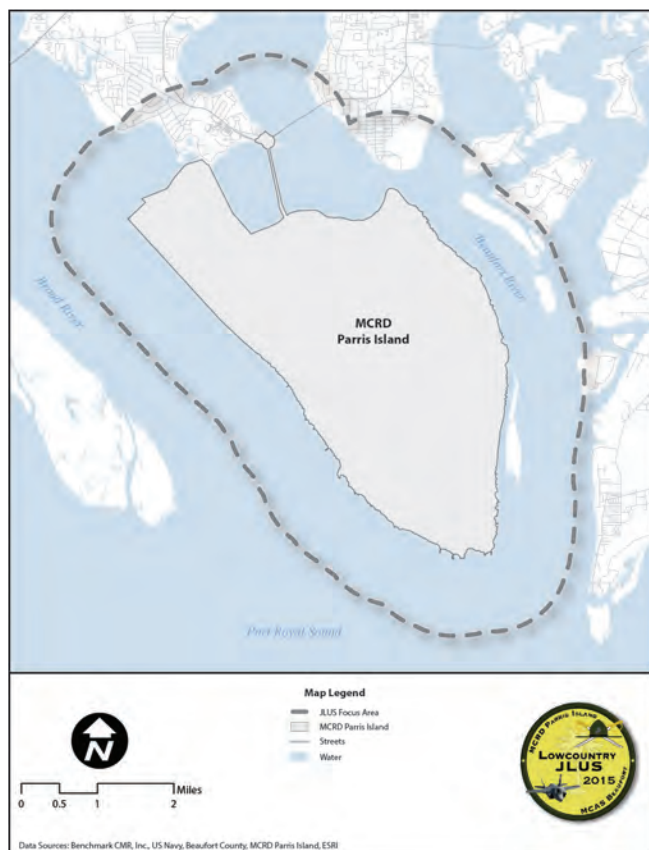 Broad River
Beaufort River
MCRD
Parris Island
Port Royal Sound
Map Legend
JLUS Focus Area
MCRD Parris Island
Streets
Water
N
0 0.5 1 2 Miles
MCRD PARRIS ISLAND
LOWCOUNTRY
JLUS
2015
MCAS BEAUFORT
Data Sources: Benchmark CMR, Inc., US Navy, Beaufort County, MCRD Parris Island, ESRI